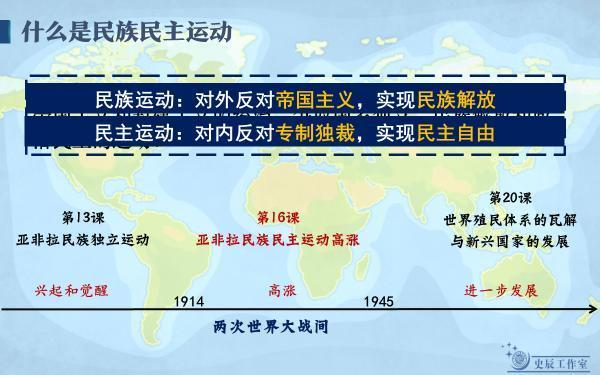 什么是民族民主运动
民族运动：对外反对帝国主义，实现民族解放
民主运动：对内反对专制独裁，实现民主自由
第13课
亚非拉民族独立运动
第16课
亚非拉民族民主运动高涨
第20课
世界殖民体系的瓦解
与新兴国家的发展
兴起和觉醒
1914
高涨
1945
进一步发展
两次世界大战间
史辰工作室